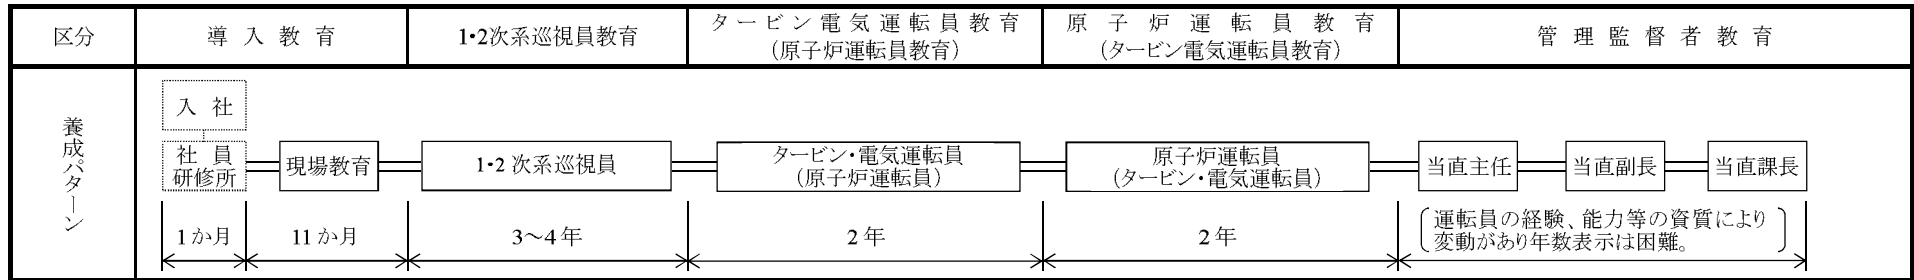 区分
導入教育
1・2次系巡視員教育
タービン電気運転員教育
(原子炉運転員教育)
原子炉運転員教育
(タービン電気運転員教育)
管理監督者教育
養成パターン
入社
社員
研修所
現場教育
1・2次系巡視員
タービン・電気運転員
(原子炉運転員)
原子炉運転員
(タービン・電気運転員)
当直主任
当直副長
当直課長
1か月
11か月
3～4年
2年
2年
運転員の経験、能力等の資質により
変動があり年数表示は困難。